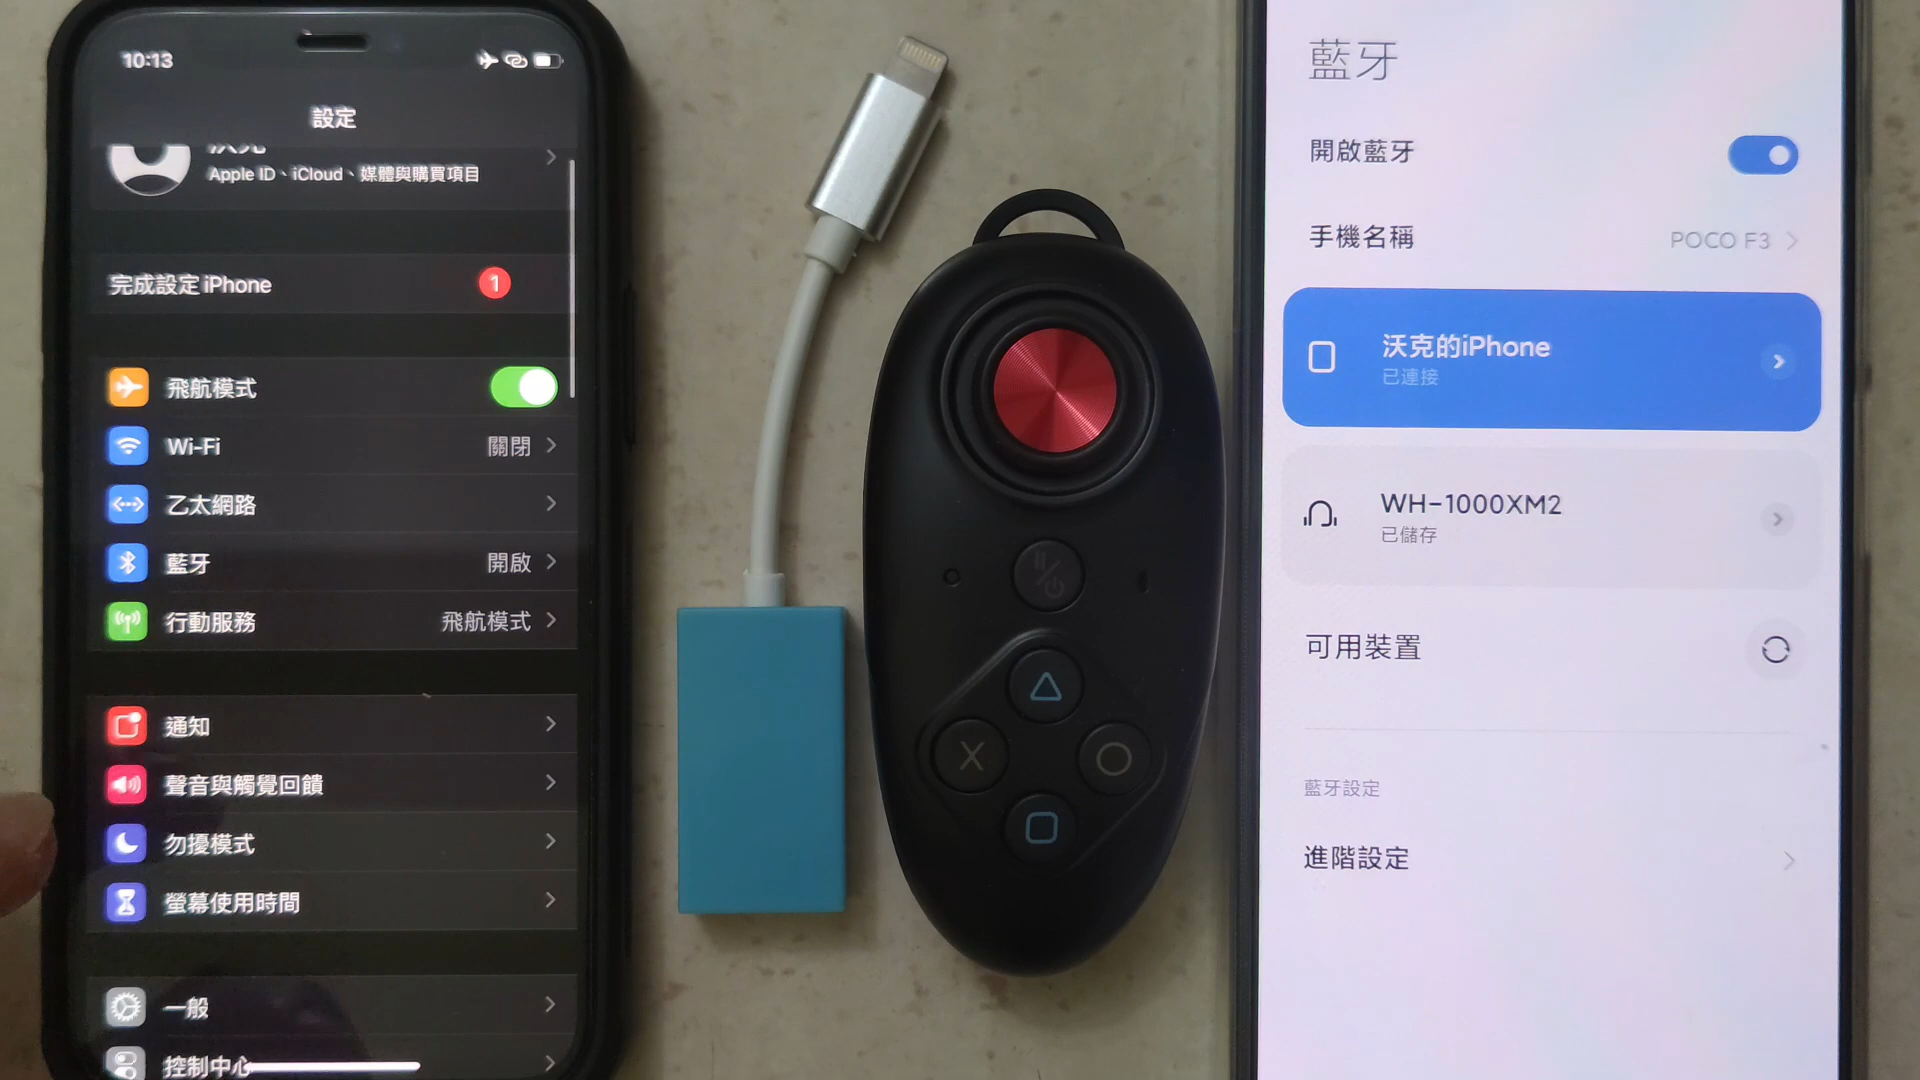 10:13
設定
Apple ID、iCloud、媒體與購買項目
完成設定 iPhone
1
飛航模式
Wi-Fi
關閉
乙太網路
藍牙
開啟
行動服務
飛航模式
通知
聲音與觸覺回饋
勿擾模式
螢幕使用時間
一般
控制中心
X
藍牙
開啟藍牙
手機名稱
POCO F3
沃克的iPhone
已連接
WH-1000XM2
已儲存
可用裝置
藍牙設定
進階設定